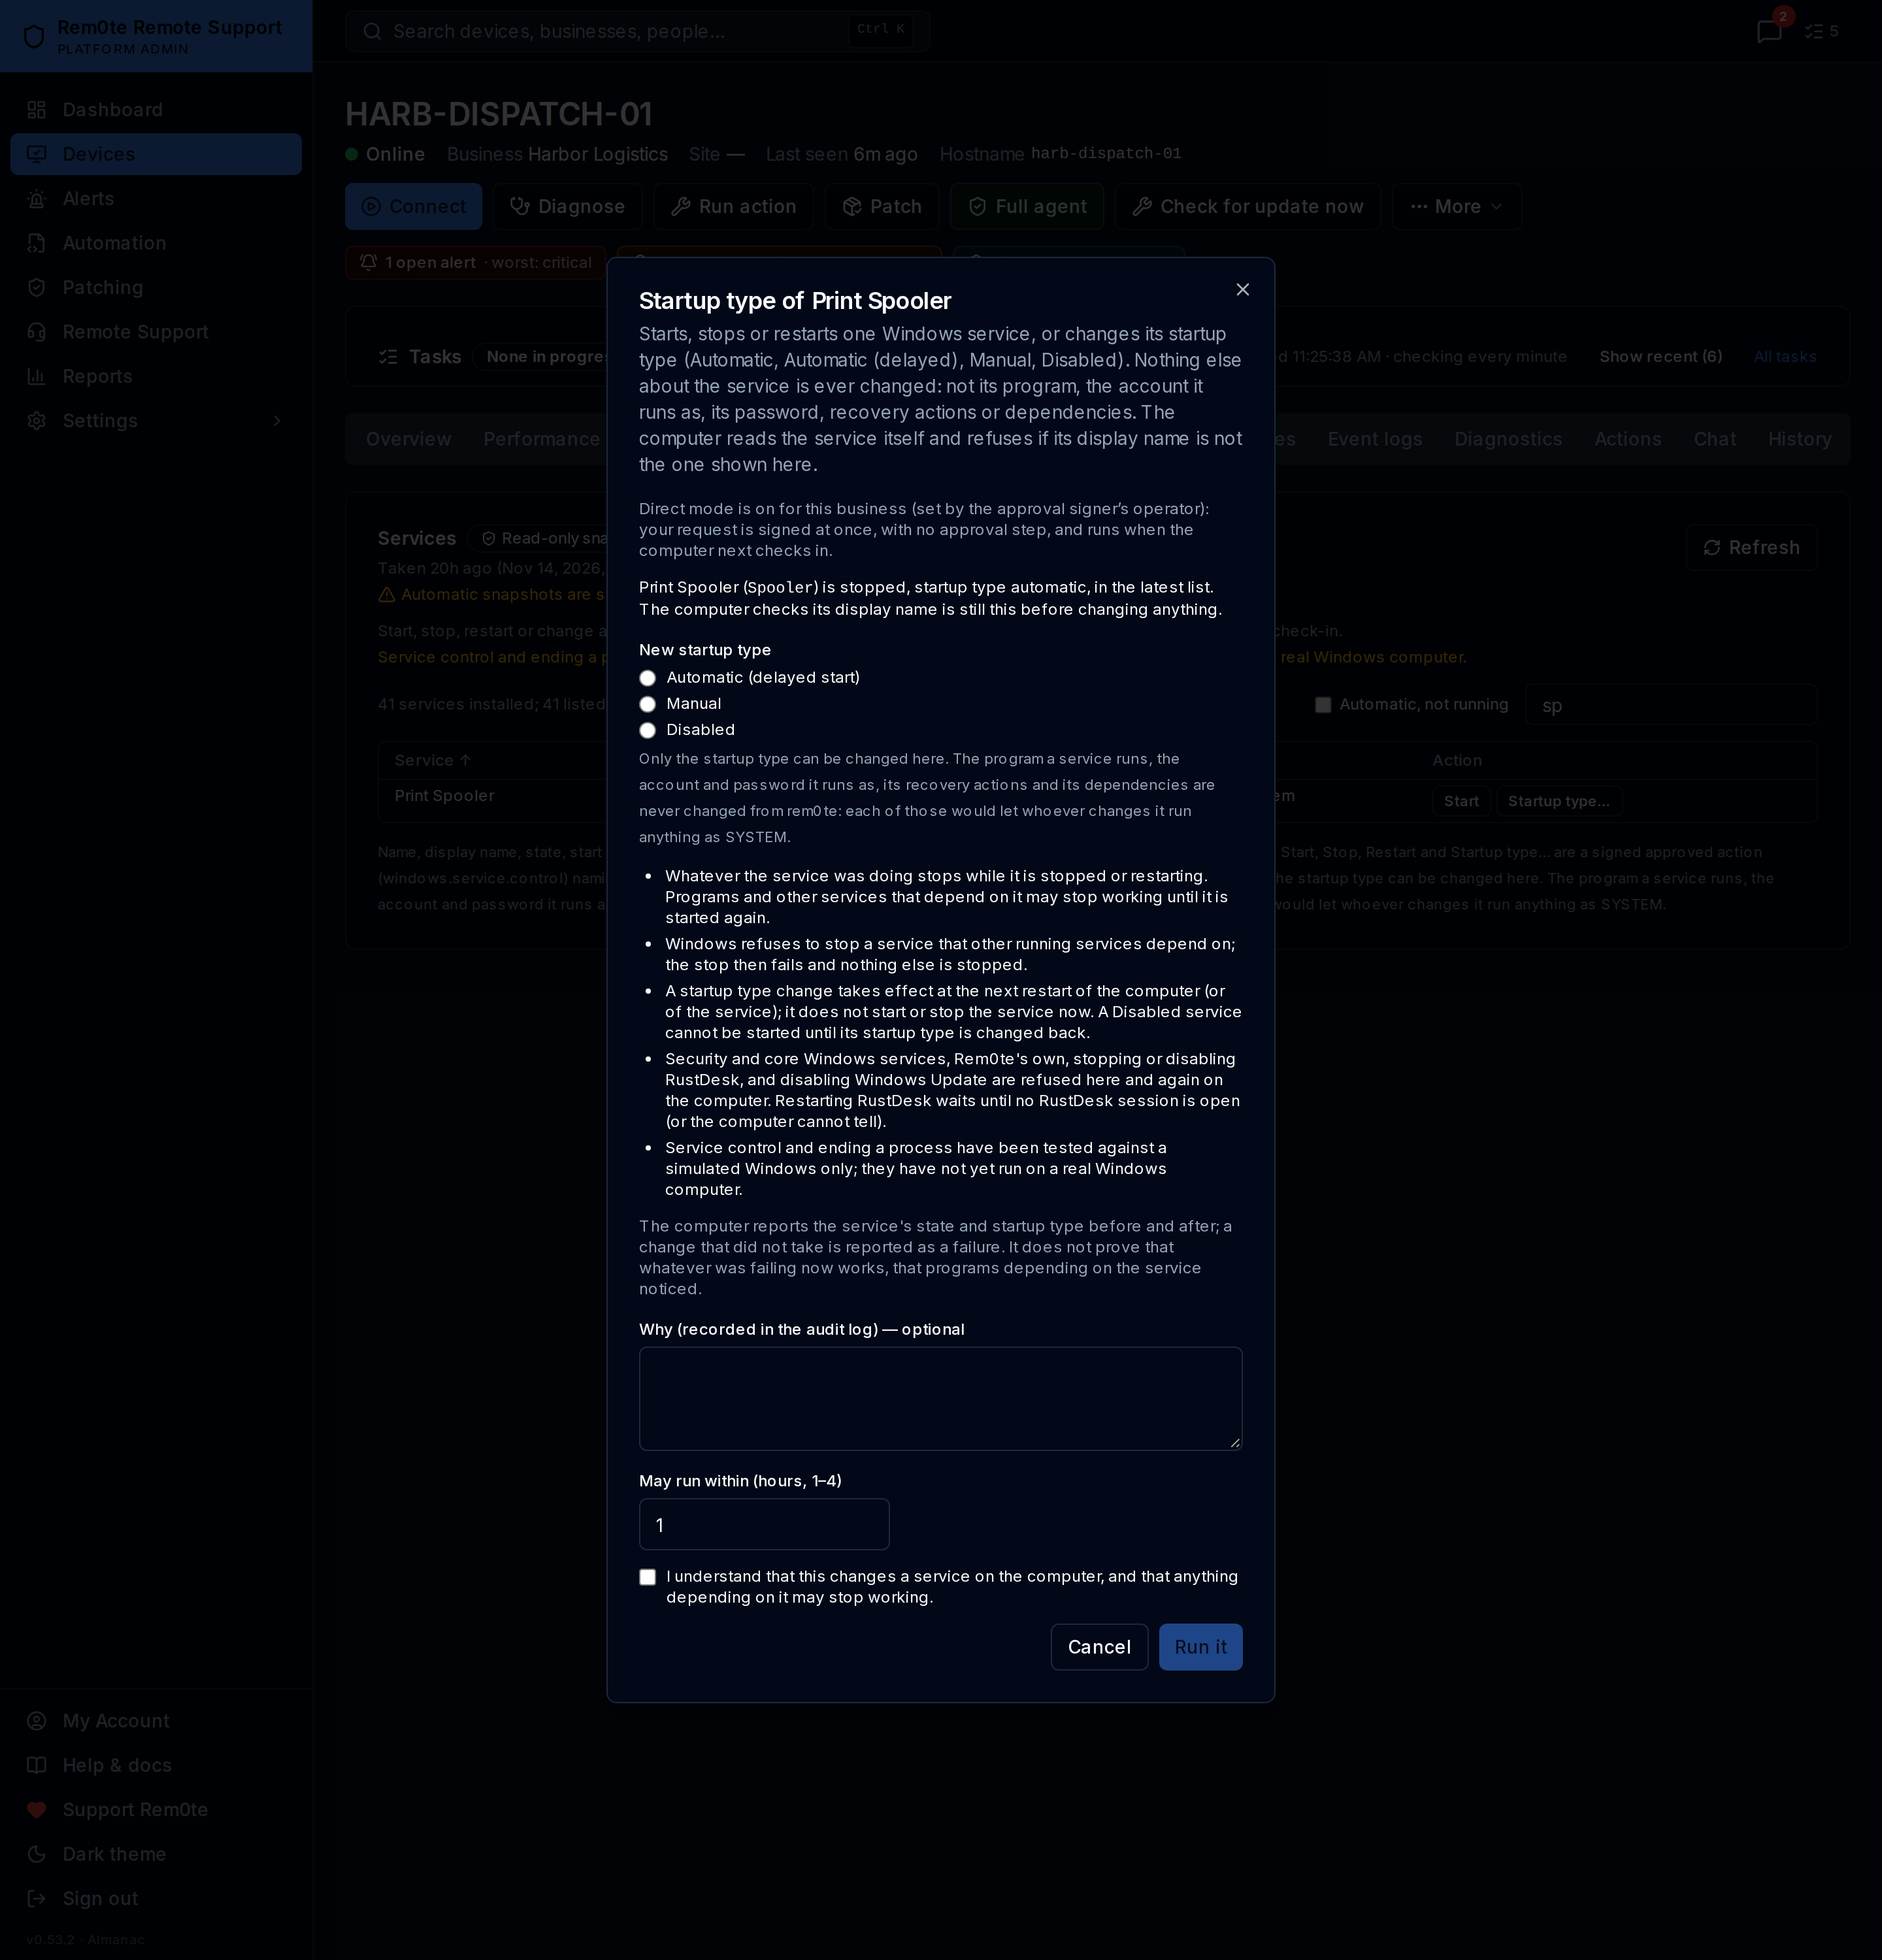 Rem0te Remote Support
PLATFORM ADMIN
Search devices, businesses, people...
Ctrl K
2
5
Dashboard
Devices
Alerts
Automation
Patching
Remote Support
Reports
Settings
HARB-DISPATCH-01
Online Business Harbor Logistics Site — Last seen 6m ago Hostname harb-dispatch-01
Connect
Diagnose
Run action
Patch
Full agent
Check for update now
More
1 open alert · worst: critical
Tasks
None in progres
d 11:25:38 AM · checking every minute
Show recent (6)
All tasks
Overview
Performance
es
Event logs
Diagnostics
Actions
Chat
History
Services
Read-only sna
Refresh
Taken 20h ago (Nov 14, 2026,
Automatic snapshots are s
Start, stop, restart or change a
check-in.
Service control and ending a p
real Windows computer.
41 services installed; 41 listed
Automatic, not running
sp
Service ↑
Action
Print Spooler
em
Start
Startup type...
Name, display name, state, start
Start, Stop, Restart and Startup type... are a signed approved action
(windows.service.control) nami
he startup type can be changed here. The program a service runs, the
account and password it runs a
would let whoever changes it run anything as SYSTEM.
Startup type of Print Spooler
Starts, stops or restarts one Windows service, or changes its startup
type (Automatic, Automatic (delayed), Manual, Disabled). Nothing else
about the service is ever changed: not its program, the account it
runs as, its password, recovery actions or dependencies. The
computer reads the service itself and refuses if its display name is not
the one shown here.
Direct mode is on for this business (set by the approval signer’s operator):
your request is signed at once, with no approval step, and runs when the
computer next checks in.
Print Spooler (Spooler) is stopped, startup type automatic, in the latest list.
The computer checks its display name is still this before changing anything.
New startup type
Automatic (delayed start)
Manual
Disabled
Only the startup type can be changed here. The program a service runs, the
account and password it runs as, its recovery actions and its dependencies are
never changed from rem0te: each of those would let whoever changes it run
anything as SYSTEM.
• Whatever the service was doing stops while it is stopped or restarting.
Programs and other services that depend on it may stop working until it is
started again.
• Windows refuses to stop a service that other running services depend on;
the stop then fails and nothing else is stopped.
• A startup type change takes effect at the next restart of the computer (or
of the service); it does not start or stop the service now. A Disabled service
cannot be started until its startup type is changed back.
• Security and core Windows services, Rem0te's own, stopping or disabling
RustDesk, and disabling Windows Update are refused here and again on
the computer. Restarting RustDesk waits until no RustDesk session is open
(or the computer cannot tell).
• Service control and ending a process have been tested against a
simulated Windows only; they have not yet run on a real Windows
computer.
The computer reports the service's state and startup type before and after; a
change that did not take is reported as a failure. It does not prove that
whatever was failing now works, that programs depending on the service
noticed.
Why (recorded in the audit log) — optional
May run within (hours, 1–4)
1
I understand that this changes a service on the computer, and that anything
depending on it may stop working.
Cancel
Run it
My Account
Help & docs
Support Rem0te
Dark theme
Sign out
v0.53.2 · Almanac